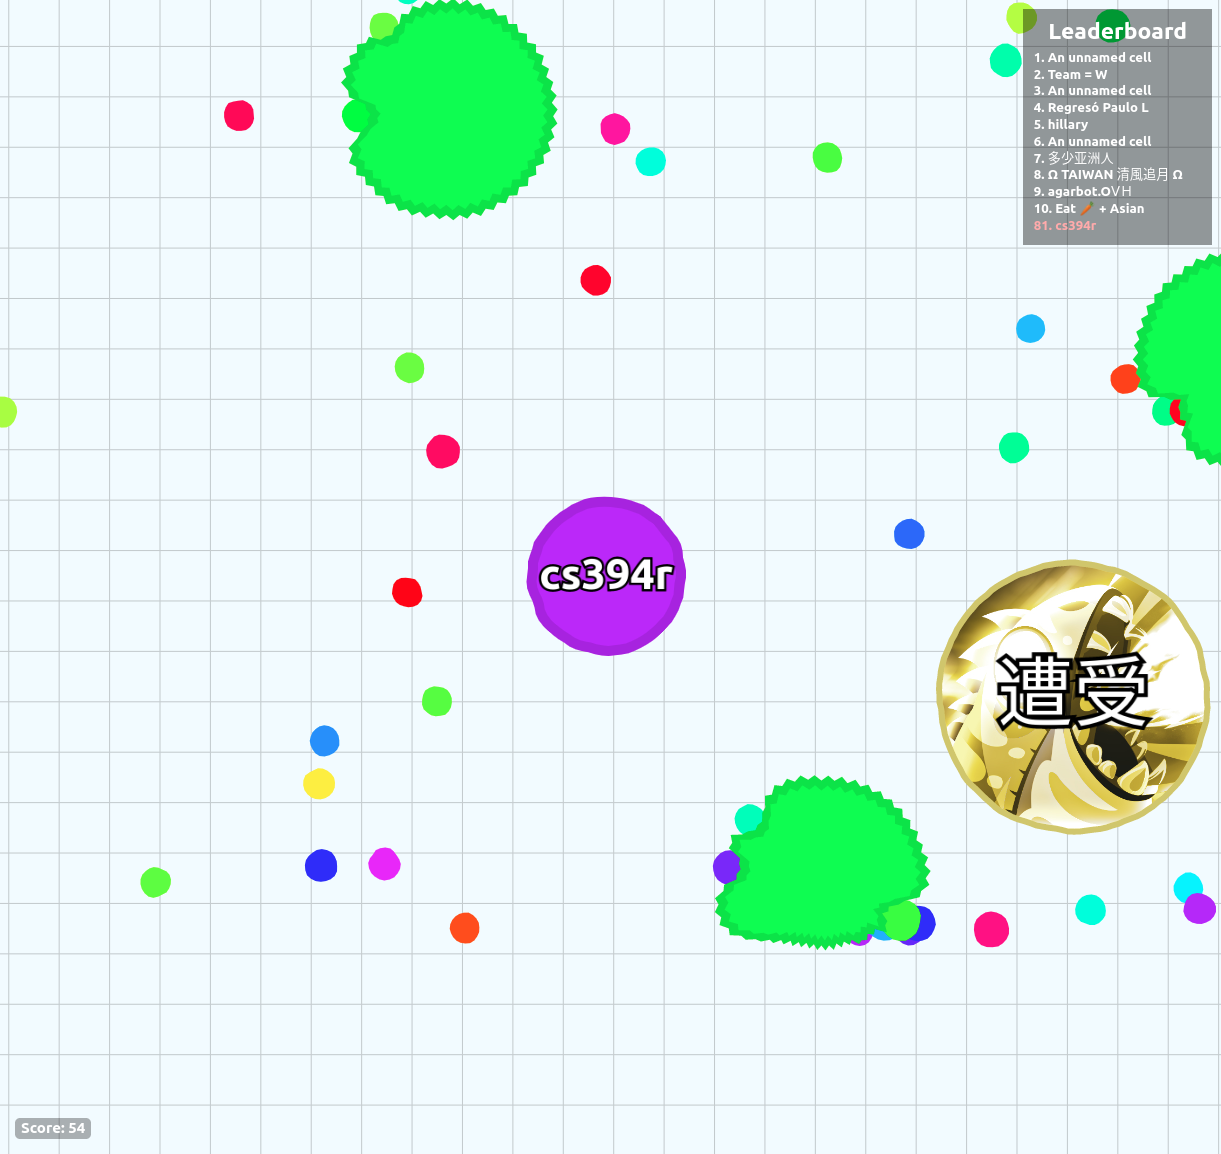 Leaderboard
1. An unnamed cell
2. Team = W
3. An unnamed cell
4. Regresó Paulo L
5. hillary
6. An unnamed cell
7. 多少亚洲人
8. Ω TAIWAN 清風追月 Ω
9. agarbot.OVH
10. Eat 🥕 + Asian
81. cs394r
cs394r
遭受
Score: 54